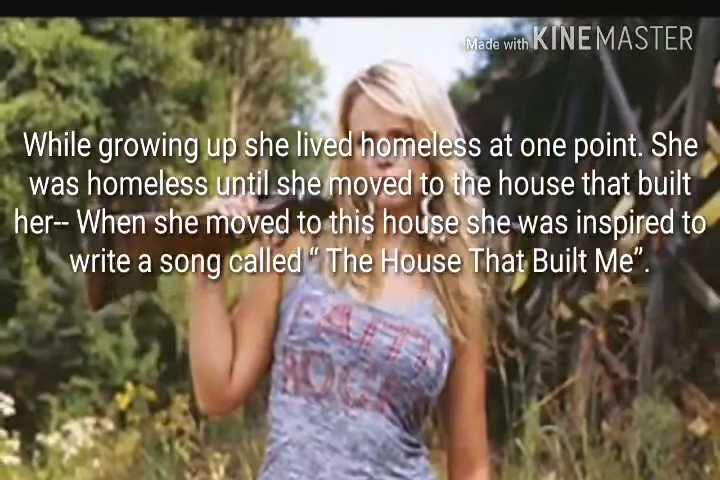 Made with KINEMASTER
While growing up she lived homeless at one point. She
was homeless until she moved to the house that built
her-- When she moved to this house she was inspired to
write a song called “ The House That Built Me”.
FAITH
ROCK